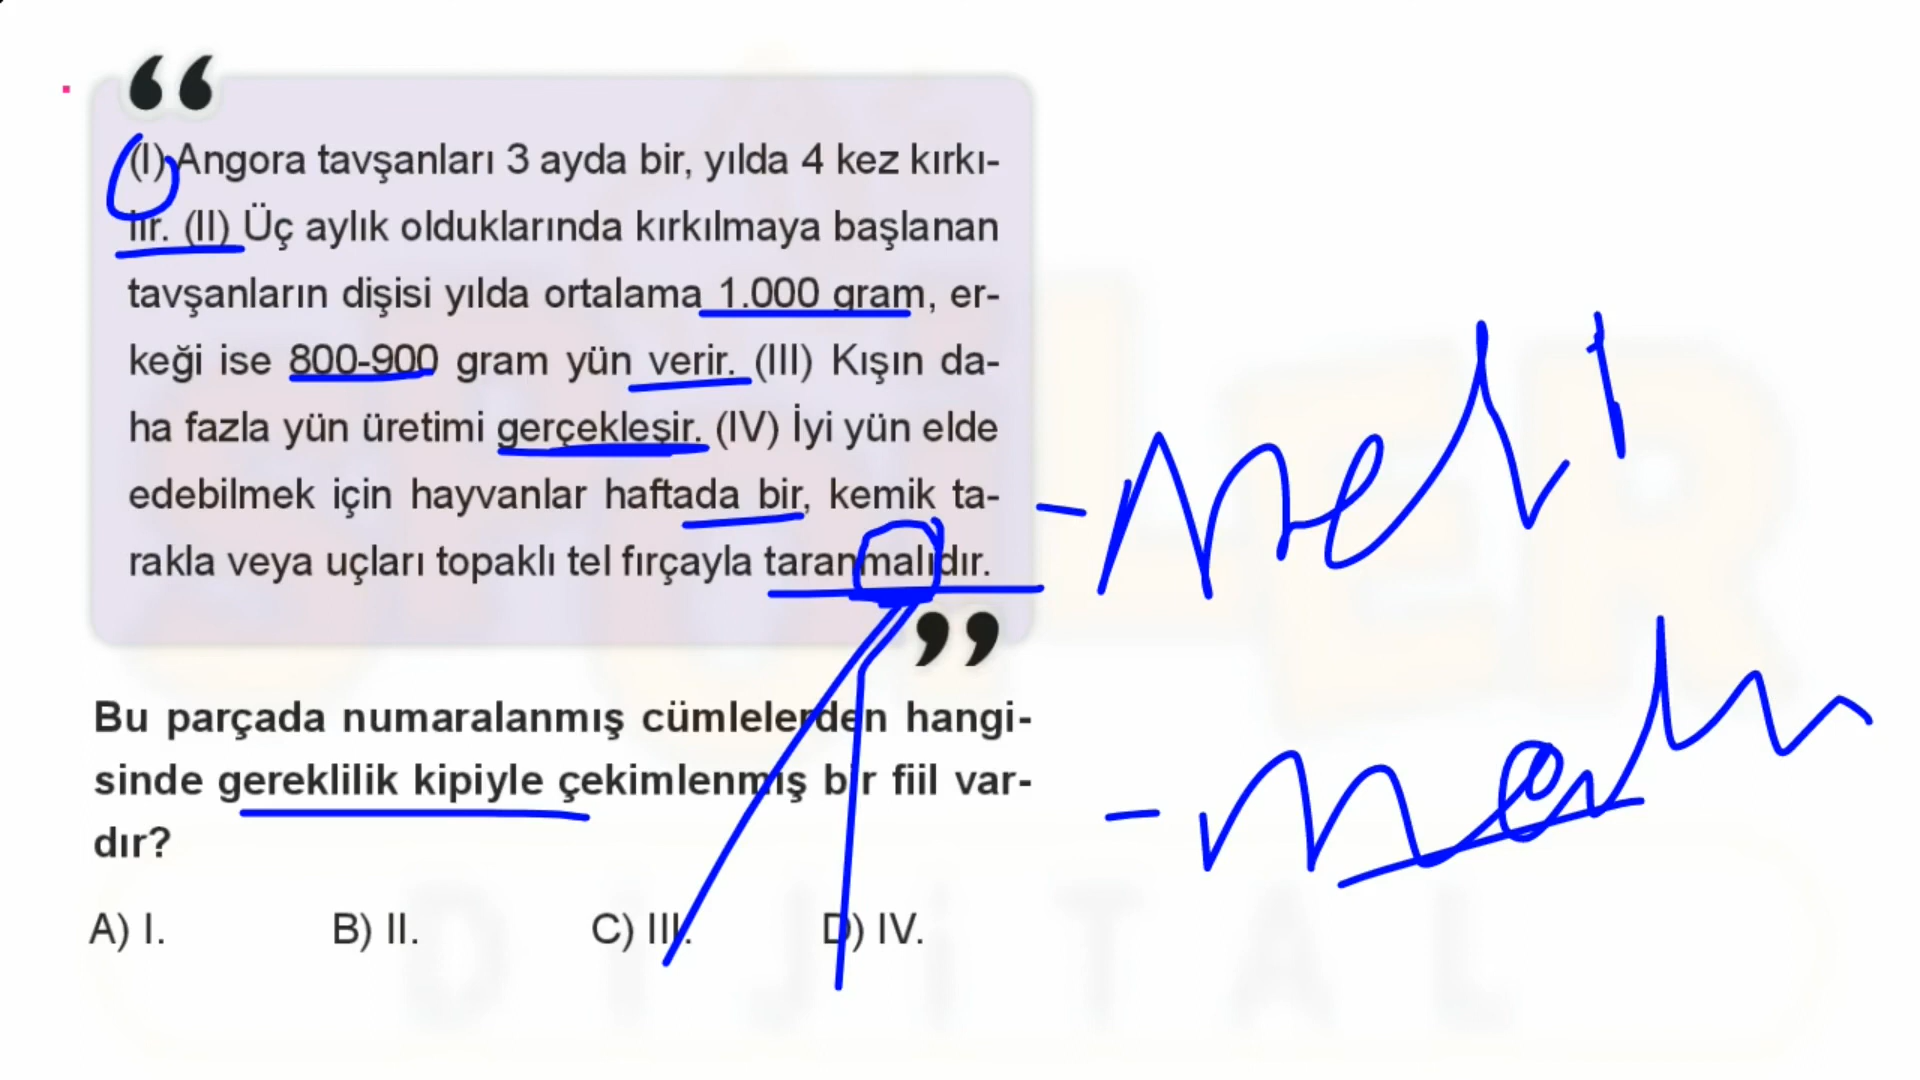 (I) Angora tavşanları 3 ayda bir, yılda 4 kez kırkı-
lır. (II) Üç aylık olduklarında kırkılmaya başlanan
tavşanların dişisi yılda ortalama 1.000 gram, er-
keği ise 800-900 gram yün verir. (III) Kışın da-
ha fazla yün üretimi gerçekleşir. (IV) İyi yün elde
edebilmek için hayvanlar haftada bir, kemik ta-
rakla veya uçları topaklı tel fırçayla taranmalıdır.
-meli
-malı
Bu parçada numaralanmış cümlelerden hangi-
sinde gereklilik kipiyle çekimlenmiş bir fiil var-
dır?
A) I. B) II. C) III. D) IV.
DİJİTAL